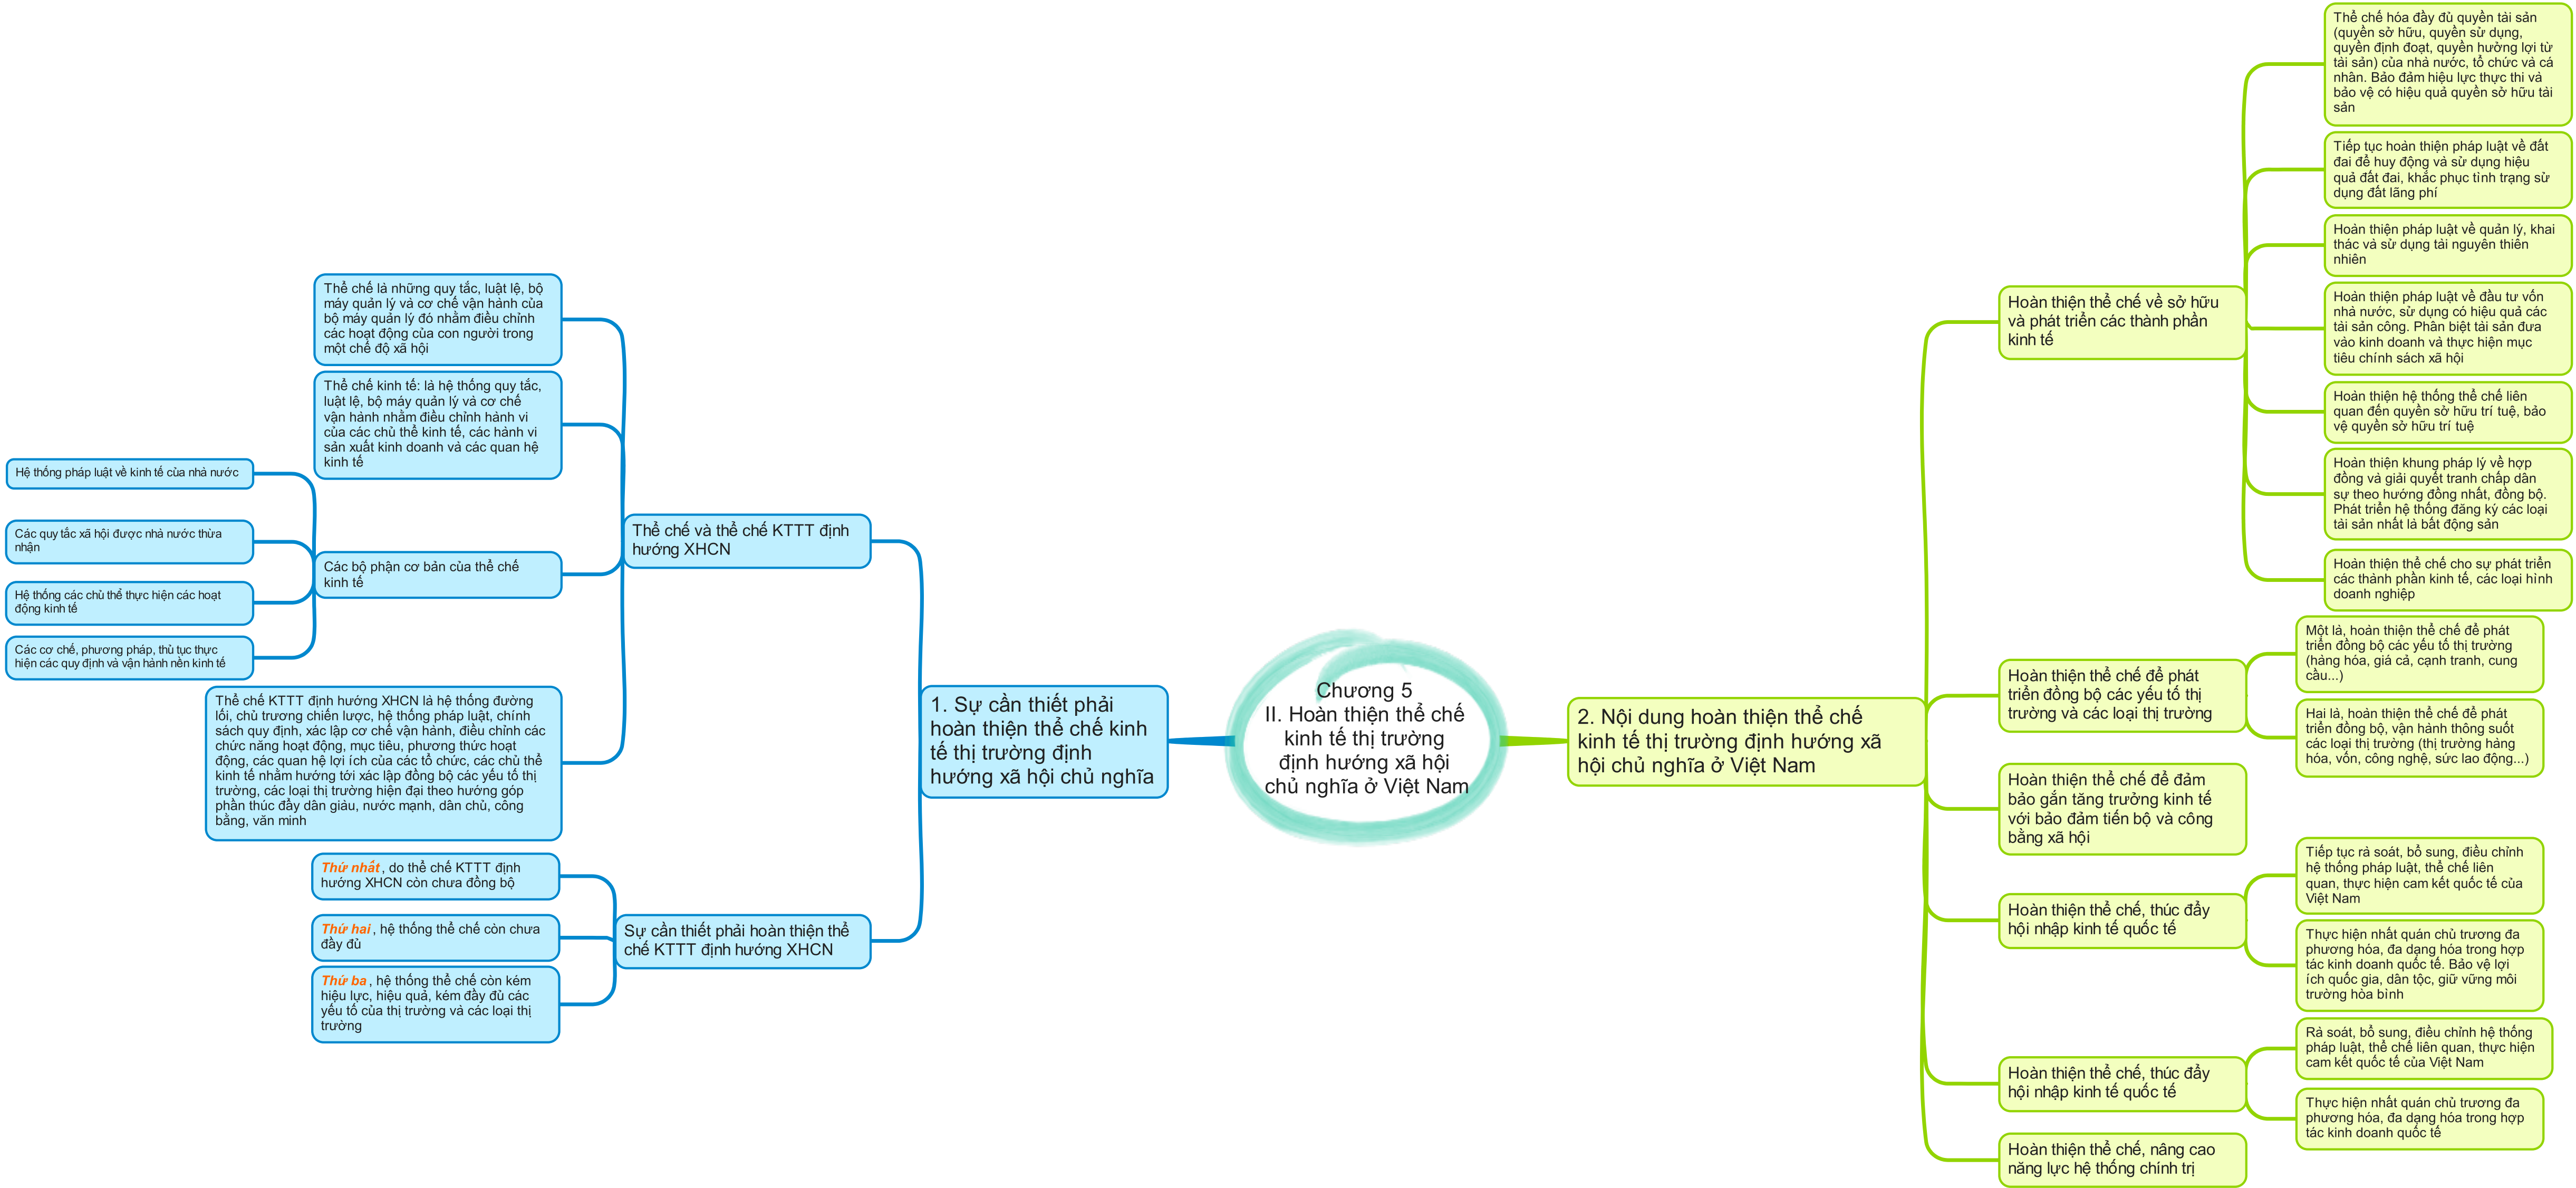 Chương 5
II. Hoàn thiện thể chế
kinh tế thị trường
định hướng xã hội
chủ nghĩa ở Việt Nam
1. Sự cần thiết phải
hoàn thiện thể chế kinh
tế thị trường định
hướng xã hội chủ nghĩa
Thể chế và thể chế KTTT định
hướng XHCN
Thể chế là những quy tắc, luật lệ, bộ
máy quản lý và cơ chế vận hành của
bộ máy quản lý đó nhằm điều chỉnh
các hoạt động của con người trong
một chế độ xã hội
Thể chế kinh tế: là hệ thống quy tắc,
luật lệ, bộ máy quản lý và cơ chế
vận hành nhằm điều chỉnh hành vi
của các chủ thể kinh tế, các hành vi
sản xuất kinh doanh và các quan hệ
kinh tế
Các bộ phận cơ bản của thể chế
kinh tế
Hệ thống pháp luật về kinh tế của nhà nước
Các quy tắc xã hội được nhà nước thừa
nhận
Hệ thống các chủ thể thực hiện các hoạt
động kinh tế
Các cơ chế, phương pháp, thủ tục thực
hiện các quy định và vận hành nền kinh tế
Thể chế KTTT định hướng XHCN là hệ thống đường
lối, chủ trương chiến lược, hệ thống pháp luật, chính
sách quy định, xác lập cơ chế vận hành, điều chỉnh các
chức năng hoạt động, mục tiêu, phương thức hoạt
động, các quan hệ lợi ích của các tổ chức, các chủ thể
kinh tế nhằm hướng tới xác lập đồng bộ các yếu tố thị
trường, các loại thị trường hiện đại theo hướng góp
phần thúc đẩy dân giàu, nước mạnh, dân chủ, công
bằng, văn minh
Sự cần thiết phải hoàn thiện thể
chế KTTT định hướng XHCN
Thứ nhất, do thể chế KTTT định
hướng XHCN còn chưa đồng bộ
Thứ hai, hệ thống thể chế còn chưa
đầy đủ
Thứ ba, hệ thống thể chế còn kém
hiệu lực, hiệu quả, kém đầy đủ các
yếu tố của thị trường và các loại thị
trường
2. Nội dung hoàn thiện thể chế
kinh tế thị trường định hướng xã
hội chủ nghĩa ở Việt Nam
Hoàn thiện thể chế về sở hữu
và phát triển các thành phần
kinh tế
Thể chế hóa đầy đủ quyền tài sản
(quyền sở hữu, quyền sử dụng,
quyền định đoạt, quyền hưởng lợi từ
tài sản) của nhà nước, tổ chức và cá
nhân. Bảo đảm hiệu lực thực thi và
bảo vệ có hiệu quả quyền sở hữu tài
sản
Tiếp tục hoàn thiện pháp luật về đất
đai để huy động và sử dụng hiệu
quả đất đai, khắc phục tình trạng sử
dụng đất lãng phí
Hoàn thiện pháp luật về quản lý, khai
thác và sử dụng tài nguyên thiên
nhiên
Hoàn thiện pháp luật về đầu tư vốn
nhà nước, sử dụng có hiệu quả các
tài sản công. Phân biệt tài sản đưa
vào kinh doanh và thực hiện mục
tiêu chính sách xã hội
Hoàn thiện hệ thống thể chế liên
quan đến quyền sở hữu trí tuệ, bảo
vệ quyền sở hữu trí tuệ
Hoàn thiện khung pháp lý về hợp
đồng và giải quyết tranh chấp dân
sự theo hướng đồng nhất, đồng bộ.
Phát triển hệ thống đăng ký các loại
tài sản nhất là bất động sản
Hoàn thiện thể chế cho sự phát triển
các thành phần kinh tế, các loại hình
doanh nghiệp
Hoàn thiện thể chế để phát
triển đồng bộ các yếu tố thị
trường và các loại thị trường
Một là, hoàn thiện thể chế để phát
triển đồng bộ các yếu tố thị trường
(hàng hóa, giá cả, cạnh tranh, cung
cầu...)
Hai là, hoàn thiện thể chế để phát
triển đồng bộ, vận hành thông suốt
các loại thị trường (thị trường hàng
hóa, vốn, công nghệ, sức lao động...)
Hoàn thiện thể chế để đảm
bảo gắn tăng trưởng kinh tế
với bảo đảm tiến bộ và công
bằng xã hội
Hoàn thiện thể chế, thúc đẩy
hội nhập kinh tế quốc tế
Tiếp tục rà soát, bổ sung, điều chỉnh
hệ thống pháp luật, thể chế liên
quan, thực hiện cam kết quốc tế của
Việt Nam
Thực hiện nhất quán chủ trương đa
phương hóa, đa dạng hóa trong hợp
tác kinh doanh quốc tế. Bảo vệ lợi
ích quốc gia, dân tộc, giữ vững môi
trường hòa bình
Hoàn thiện thể chế, thúc đẩy
hội nhập kinh tế quốc tế
Rà soát, bổ sung, điều chỉnh hệ thống
pháp luật, thể chế liên quan, thực hiện
cam kết quốc tế của Việt Nam
Thực hiện nhất quán chủ trương đa
phương hóa, đa dạng hóa trong hợp
tác kinh doanh quốc tế
Hoàn thiện thể chế, nâng cao
năng lực hệ thống chính trị